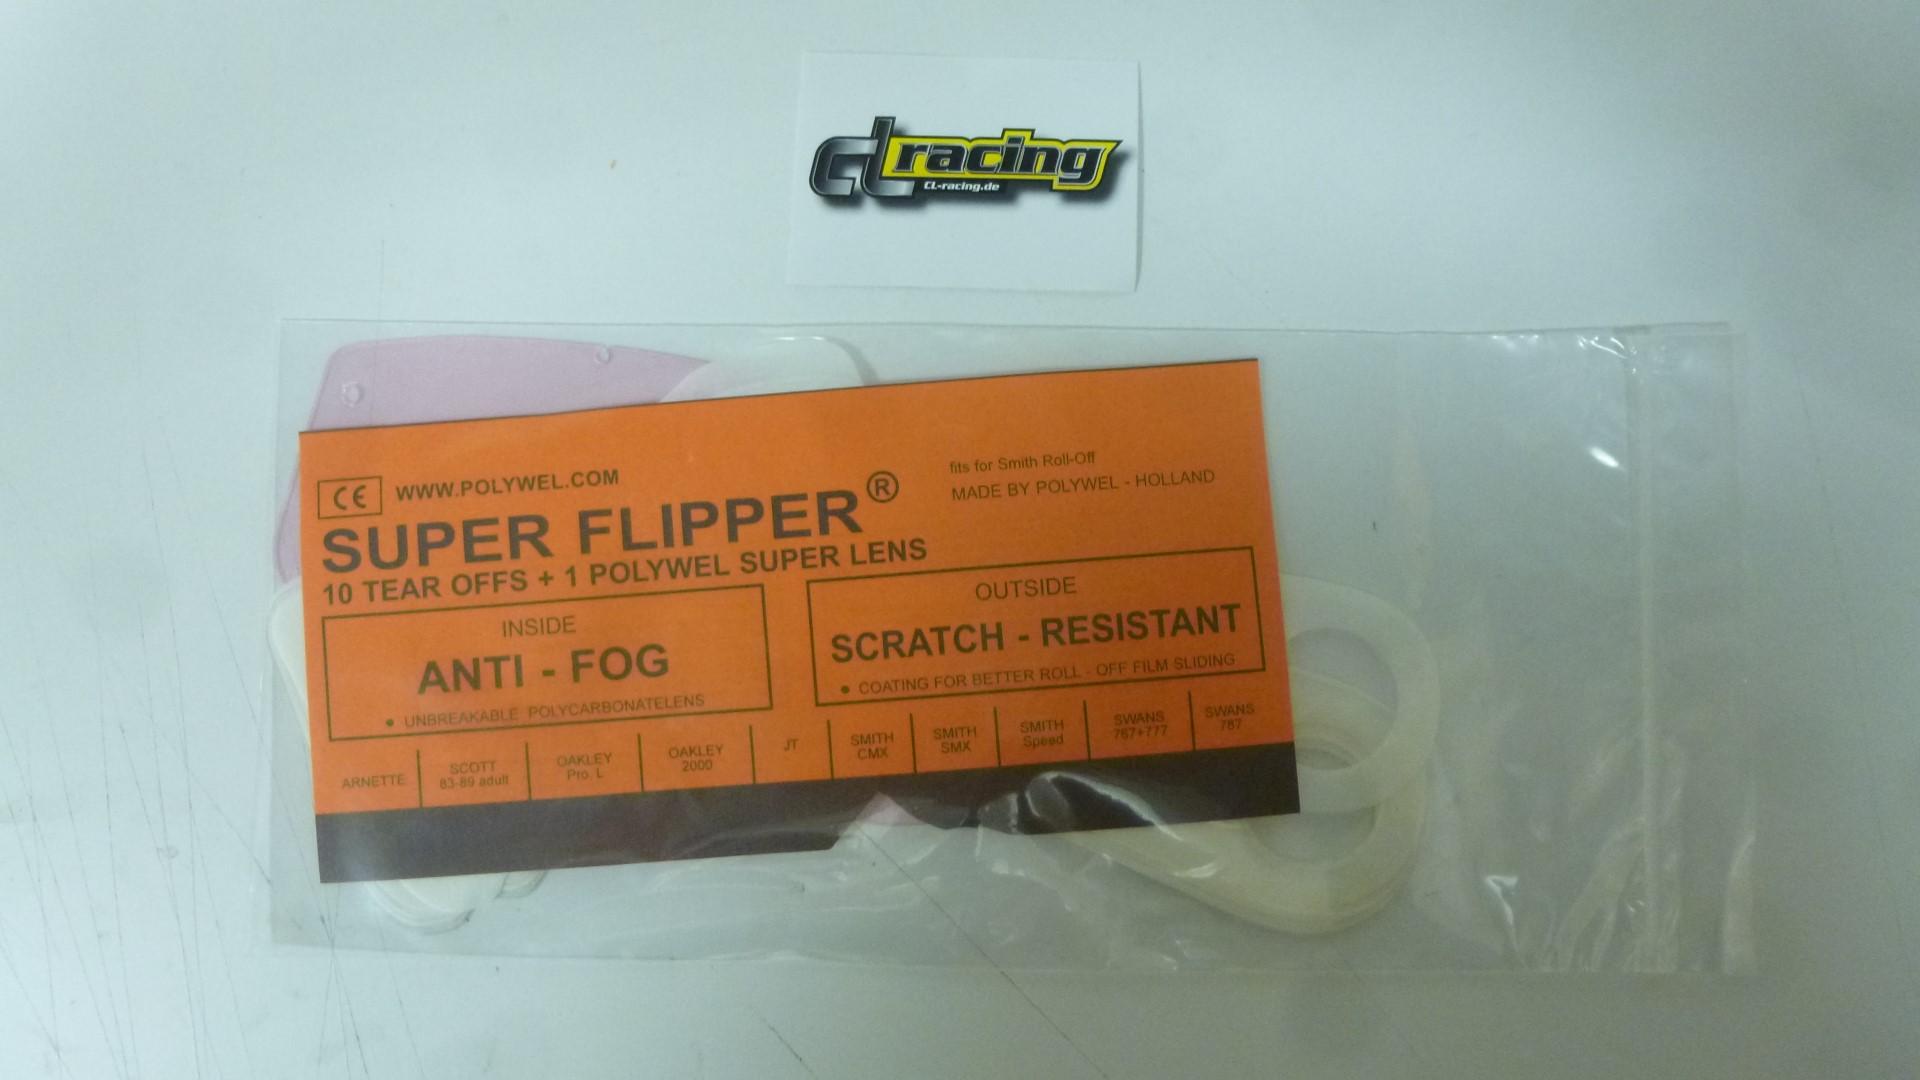 cl racing
CL-racing.de
CE WWW.POLYWEL.COM
fits for Smith Roll-Off
MADE BY POLYWEL - HOLLAND
SUPER FLIPPER®
10 TEAR OFFS + 1 POLYWEL SUPER LENS
INSIDE
ANTI - FOG
• UNBREAKABLE POLYCARBONATELENS
OUTSIDE
SCRATCH - RESISTANT
• COATING FOR BETTER ROLL - OFF FILM SLIDING
ARNETTE
SCOTT
83-89 adult
OAKLEY
Pro. L
OAKLEY
2000
JT
SMITH
CMX
SMITH
SMX
SMITH
Speed
SWANS
767+777
SWANS
787